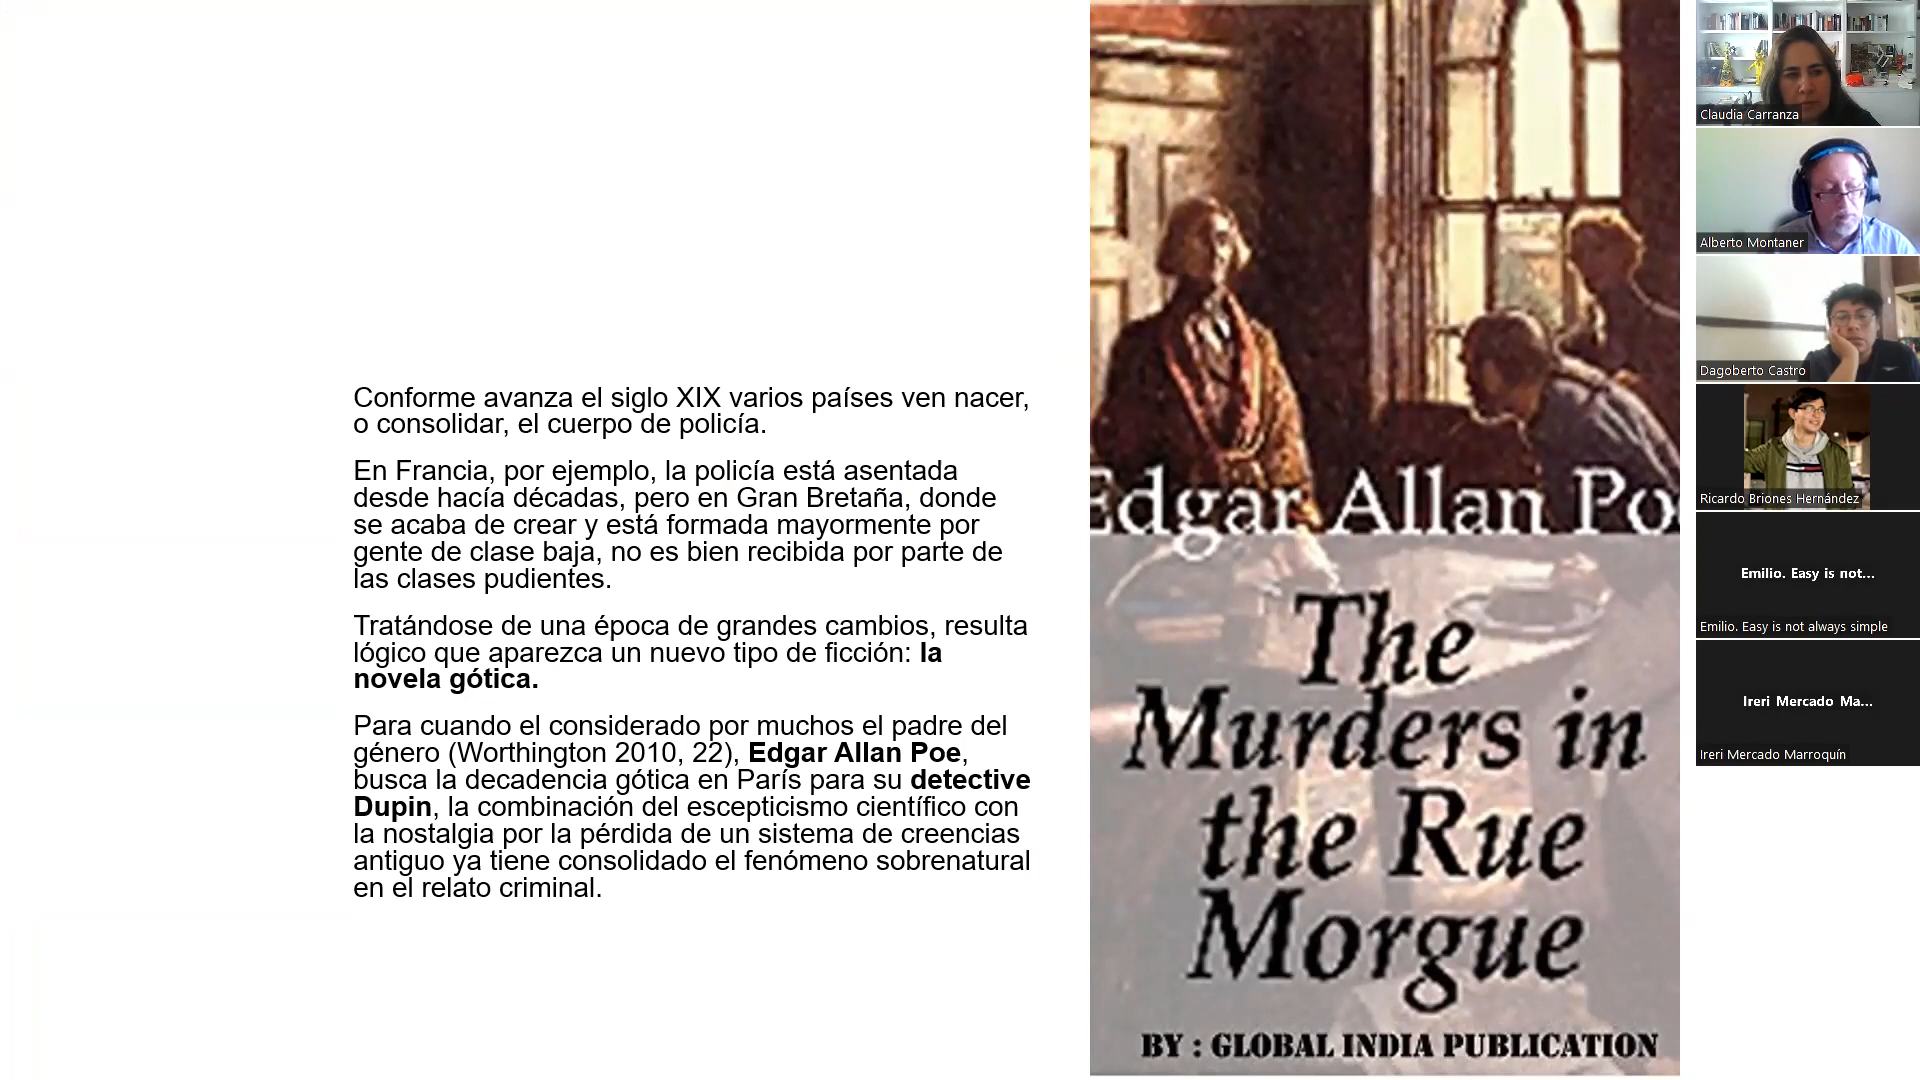 Conforme avanza el siglo XIX varios países ven nacer,
o consolidar, el cuerpo de policía.
En Francia, por ejemplo, la policía está asentada
desde hacía décadas, pero en Gran Bretaña, donde
se acaba de crear y está formada mayormente por
gente de clase baja, no es bien recibida por parte de
las clases pudientes.
Tratándose de una época de grandes cambios, resulta
lógico que aparezca un nuevo tipo de ficción: la
novela gótica.
Para cuando el considerado por muchos el padre del
género (Worthington 2010, 22), Edgar Allan Poe,
busca la decadencia gótica en París para su detective
Dupin, la combinación del escepticismo científico con
la nostalgia por la pérdida de un sistema de creencias
antiguo ya tiene consolidado el fenómeno sobrenatural
en el relato criminal.
Edgar Allan Po
The
Murders in
the Rue
Morgue
BY : GLOBAL INDIA PUBLICATION
Claudia Carranza
Alberto Montaner
Dagoberto Castro
Ricardo Briones Hernández
Emilio. Easy is not...
Emilio. Easy is not always simple
Ireri Mercado Ma...
Ireri Mercado Marroquín